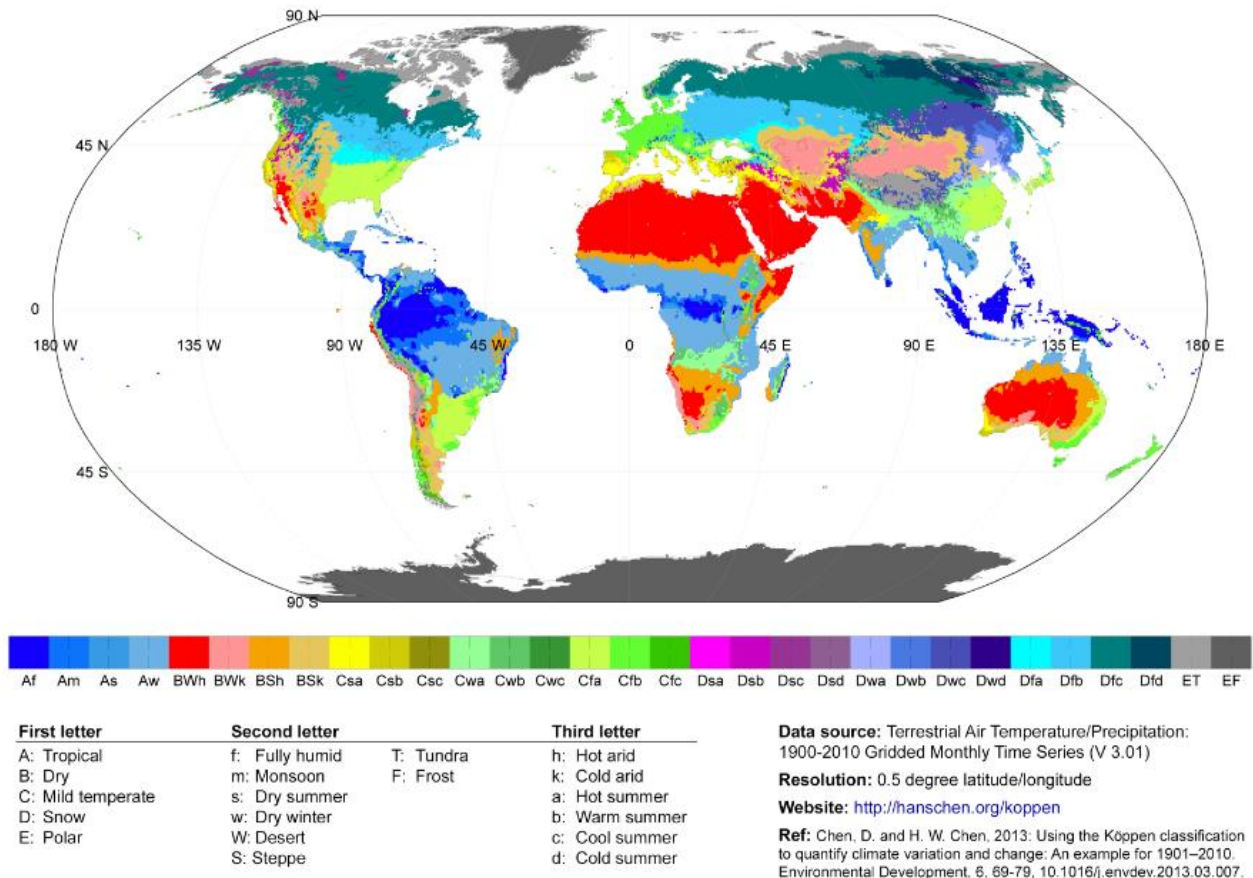 90 N
45 N
0
180 W 135 W 90 W 45 W 0 45 E 90 E 135 E 180 E
45 S
90 S
Af Am As Aw BWh BWk BSh BSk Csa Csb Csc Cwa Cwb Cwc Cfa Cfb Cfc Dsa Dsb Dsc Dsd Dwa Dwb Dwc Dwd Dfa Dfb Dfc Dfd ET EF
First letter
A: Tropical
B: Dry
C: Mild temperate
D: Snow
E: Polar
Second letter
f: Fully humid
m: Monsoon
s: Dry summer
w: Dry winter
W: Desert
S: Steppe
T: Tundra
F: Frost
Third letter
h: Hot arid
k: Cold arid
a: Hot summer
b: Warm summer
c: Cool summer
d: Cold summer
Data source: Terrestrial Air Temperature/Precipitation:
1900-2010 Gridded Monthly Time Series (V 3.01)
Resolution: 0.5 degree latitude/longitude
Website: http://hanschen.org/koppen
Ref: Chen, D. and H. W. Chen, 2013: Using the Köppen classification
to quantify climate variation and change: An example for 1901–2010.
Environmental Development, 6, 69-79, 10.1016/j.envdev.2013.03.007.